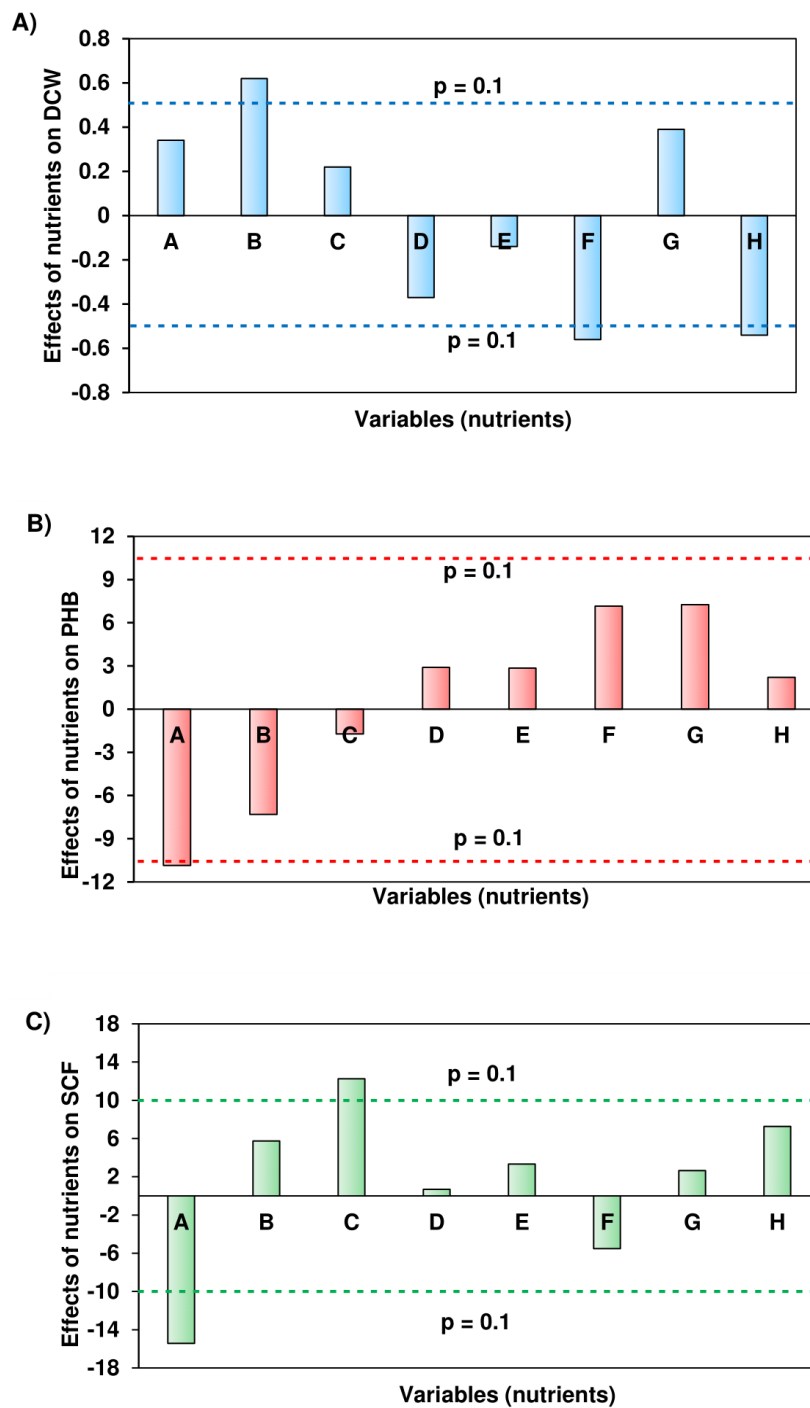 A)
Effects of nutrients on DCW
0.8
0.6
0.4
0.2
0
-0.2
-0.4
-0.6
-0.8
p = 0.1
A B C D E F G H
p = 0.1
Variables (nutrients)
B)
Effects of nutrients on PHB
12
9
6
3
0
-3
-6
-9
-12
p = 0.1
A B C D E F G H
p = 0.1
Variables (nutrients)
C)
Effects of nutrients on SCF
18
14
10
6
2
-2
-6
-10
-14
-18
p = 0.1
A B C D E F G H
p = 0.1
Variables (nutrients)